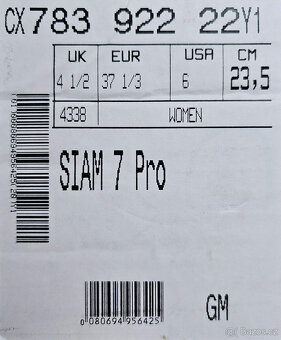 CX783 922 22Y1
UK EUR USA CM
4 1/2 37 1/3 6 23,5
4338 WOMEN
SIAM 7 Pro
0 080694 956425
GM
© Bazoš.cz